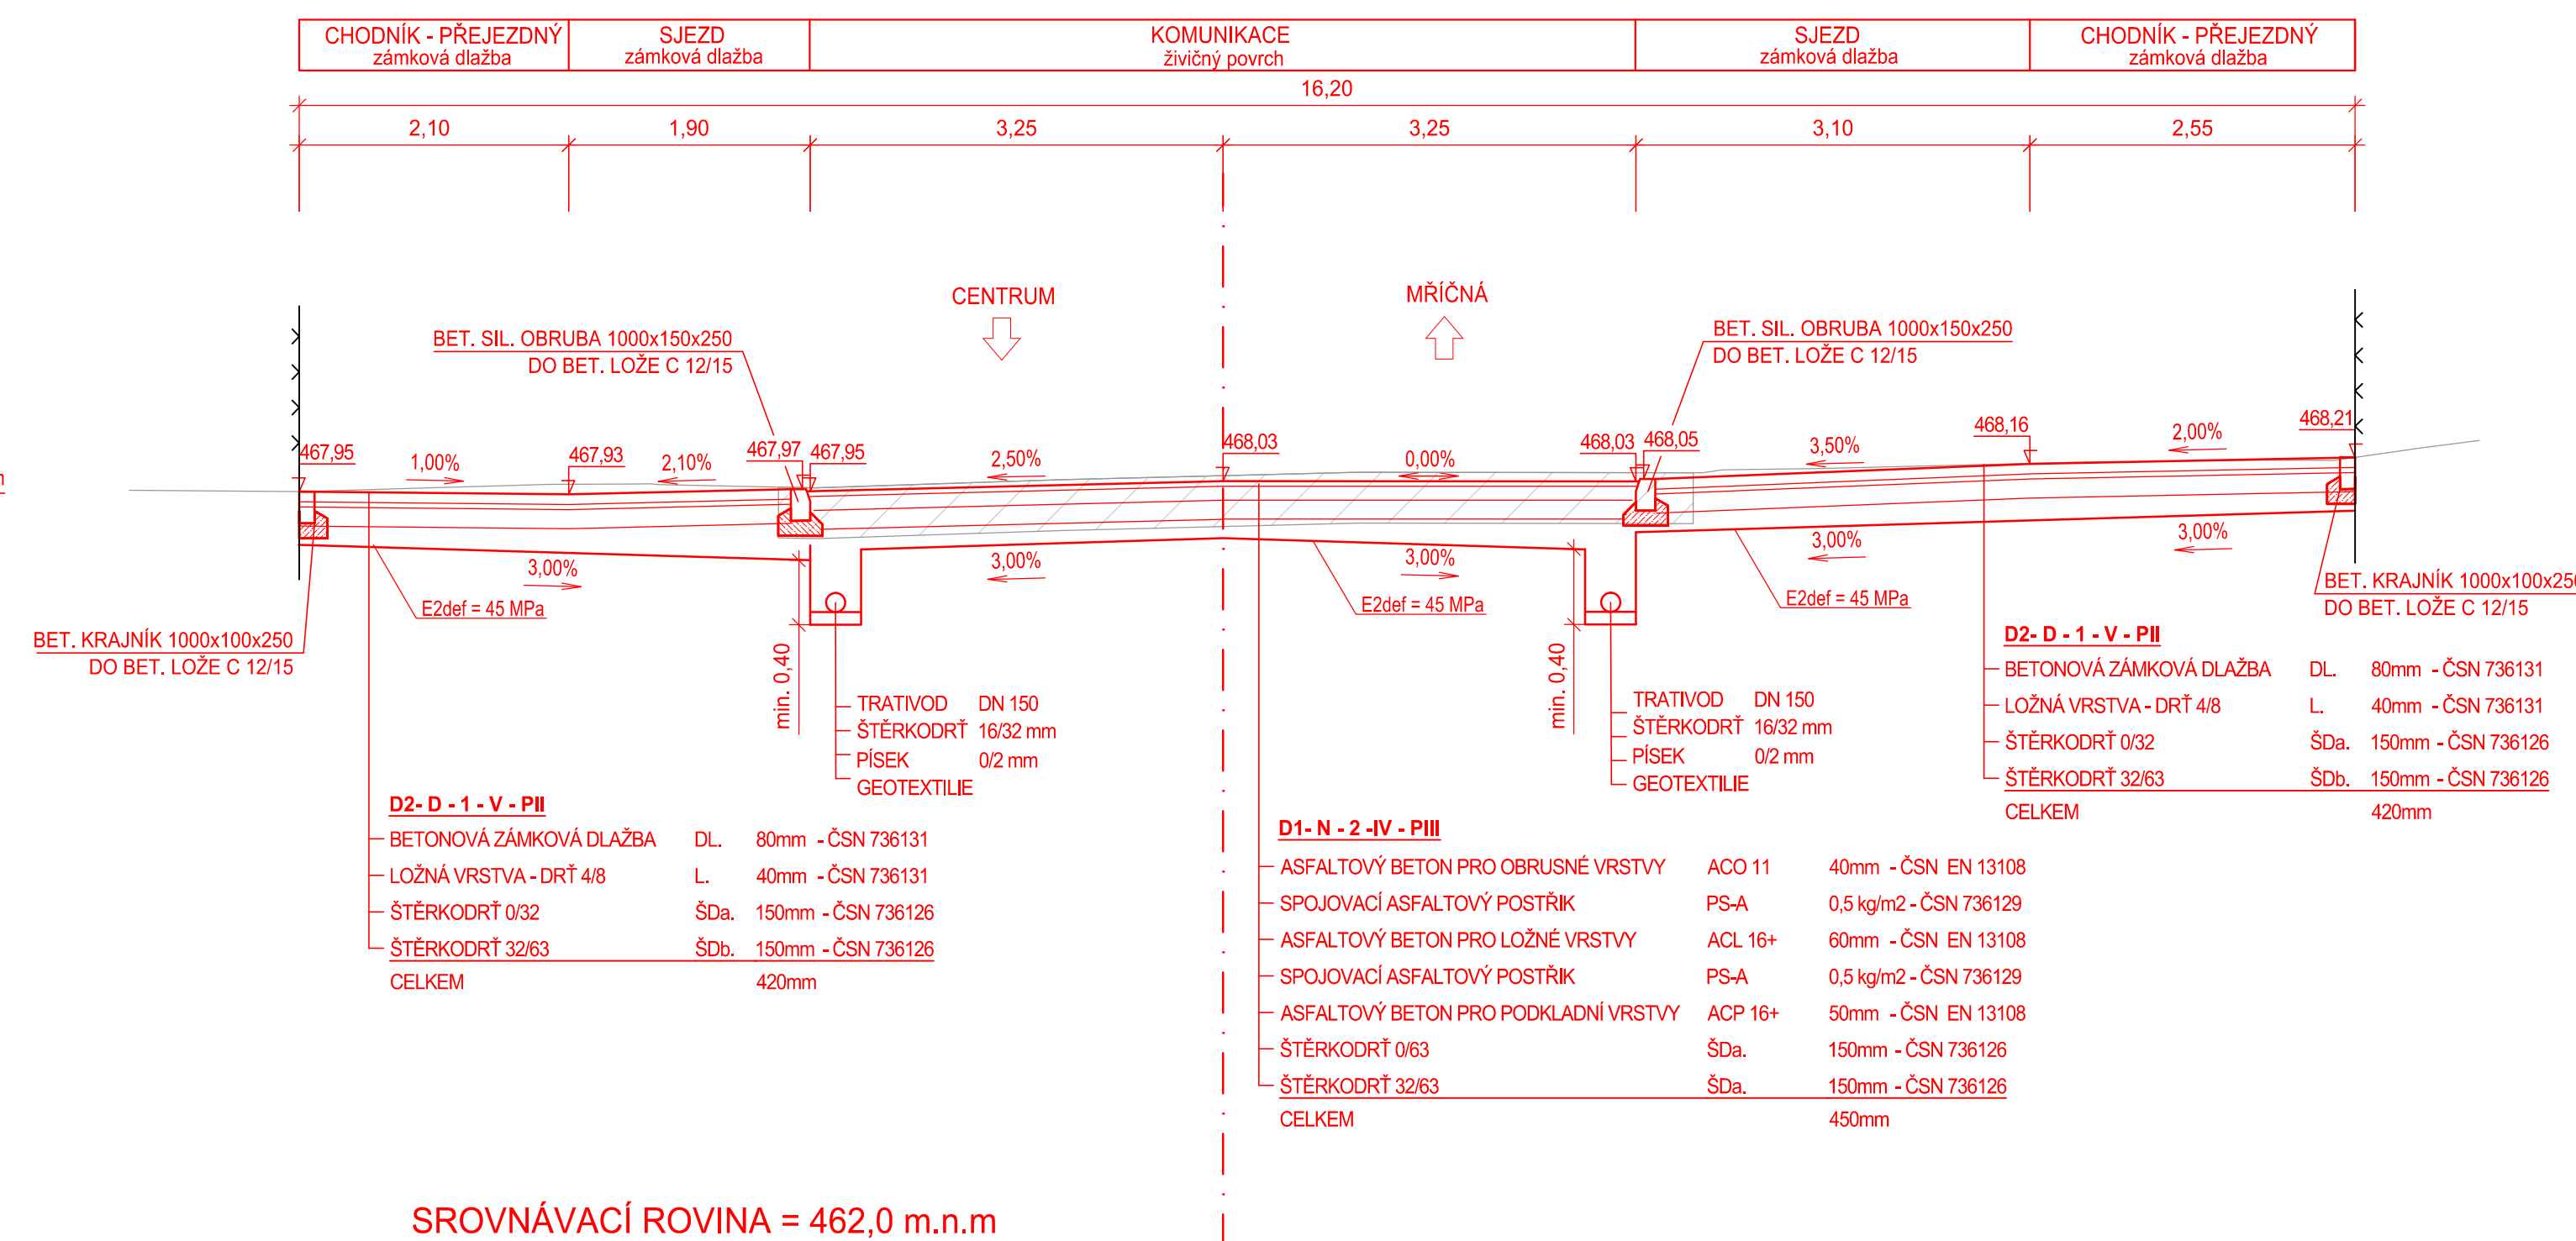 CHODNÍK - PŘEJEZDNÝ
zámková dlažba
SJEZD
zámková dlažba
KOMUNIKACE
živičný povrch
SJEZD
zámková dlažba
CHODNÍK - PŘEJEZDNÝ
zámková dlažba
16,20
2,10
1,90
3,25
3,25
3,10
2,55
CENTRUM
MŘÍČNÁ
BET. SIL. OBRUBA 1000x150x250
DO BET. LOŽE C 12/15
BET. SIL. OBRUBA 1000x150x250
DO BET. LOŽE C 12/15
467,95
1,00%
467,93
2,10%
467,97
467,95
2,50%
468,03
0,00%
468,03
468,05
3,50%
468,16
2,00%
468,21
3,00%
3,00%
3,00%
3,00%
3,00%
E2def = 45 MPa
E2def = 45 MPa
E2def = 45 MPa
BET. KRAJNÍK 1000x100x250
DO BET. LOŽE C 12/15
BET. KRAJNÍK 1000x100x25
DO BET. LOŽE C 12/15
min. 0,40
TRATIVOD DN 150
ŠTĚRKODRŤ 16/32 mm
PÍSEK 0/2 mm
GEOTEXTILIE
min. 0,40
TRATIVOD DN 150
ŠTĚRKODRŤ 16/32 mm
PÍSEK 0/2 mm
GEOTEXTILIE
D2- D - 1 - V - PII
BETONOVÁ ZÁMKOVÁ DLAŽBA DL. 80mm - ČSN 736131
LOŽNÁ VRSTVA - DRŤ 4/8 L. 40mm - ČSN 736131
ŠTĚRKODRŤ 0/32 ŠDa. 150mm - ČSN 736126
ŠTĚRKODRŤ 32/63 ŠDb. 150mm - ČSN 736126
CELKEM 420mm
D2- D - 1 - V - PII
BETONOVÁ ZÁMKOVÁ DLAŽBA DL. 80mm - ČSN 736131
LOŽNÁ VRSTVA - DRŤ 4/8 L. 40mm - ČSN 736131
ŠTĚRKODRŤ 0/32 ŠDa. 150mm - ČSN 736126
ŠTĚRKODRŤ 32/63 ŠDb. 150mm - ČSN 736126
CELKEM 420mm
D1- N - 2 -IV - PIII
ASFALTOVÝ BETON PRO OBRUSNÉ VRSTVY ACO 11 40mm - ČSN EN 13108
SPOJOVACÍ ASFALTOVÝ POSTŘIK PS-A 0,5 kg/m2 - ČSN 736129
ASFALTOVÝ BETON PRO LOŽNÉ VRSTVY ACL 16+ 60mm - ČSN EN 13108
SPOJOVACÍ ASFALTOVÝ POSTŘIK PS-A 0,5 kg/m2 - ČSN 736129
ASFALTOVÝ BETON PRO PODKLADNÍ VRSTVY ACP 16+ 50mm - ČSN EN 13108
ŠTĚRKODRŤ 0/63 ŠDa. 150mm - ČSN 736126
ŠTĚRKODRŤ 32/63 ŠDa. 150mm - ČSN 736126
CELKEM 450mm
SROVNÁVACÍ ROVINA = 462,0 m.n.m